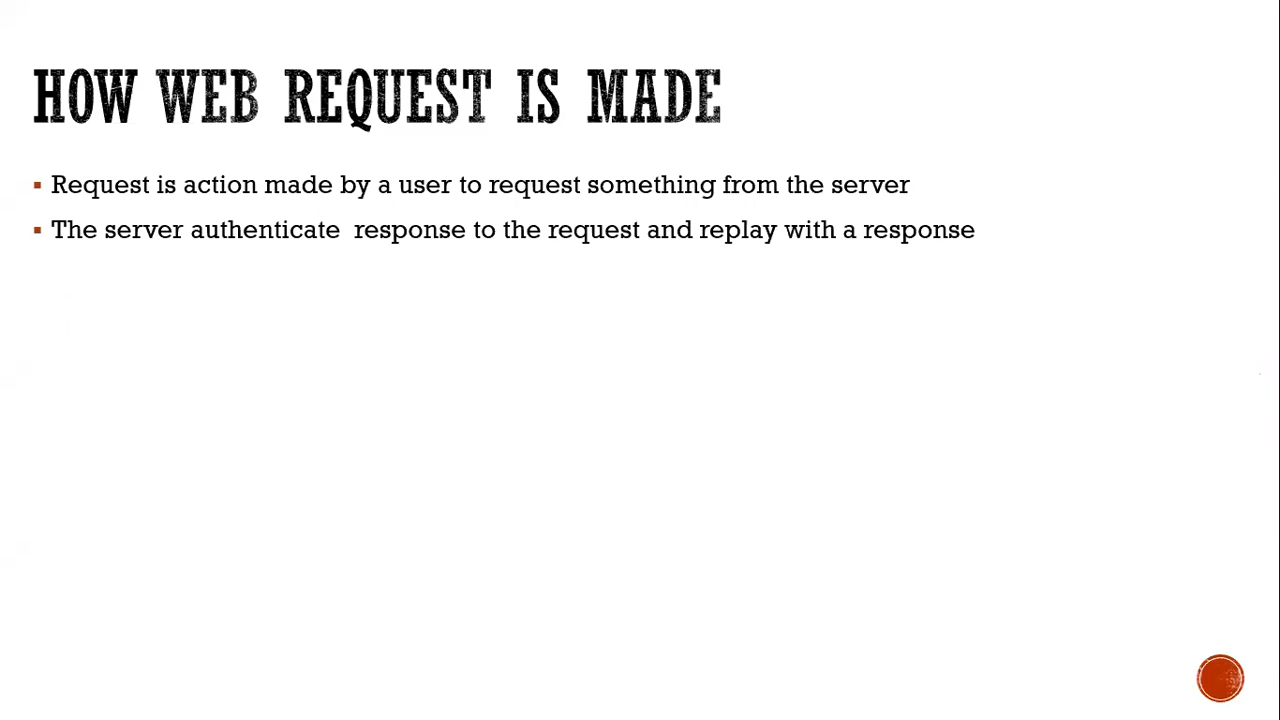 HOW WEB REQUEST IS MADE
▪ Request is action made by a user to request something from the server
▪ The server authenticate  response to the request and replay with a response